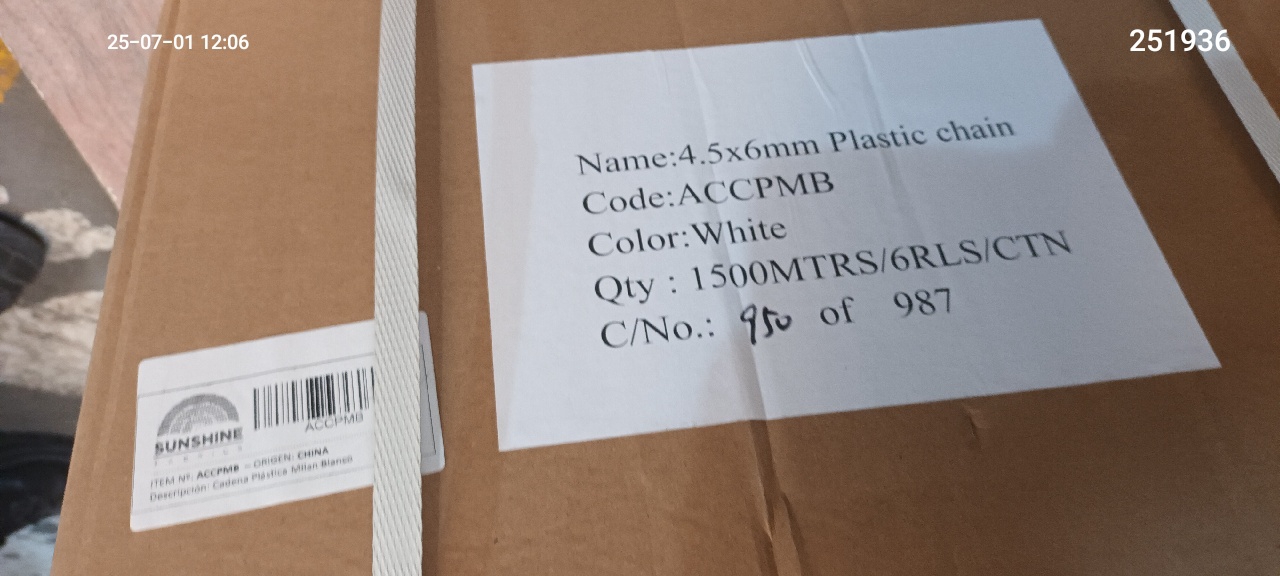 25-07-01 12:06
251936
Name:4.5x6mm Plastic chain
Code:ACCPMB
Color:White
Qty : 1500MTRS/6RLS/CTN
C/No.: 950 of 987
ACCPMB
SUNSHINE
ITEM Nº: ACCPMB - ORIGEN: CHINA
Descripción: Cadena Plástica Milan Blanco